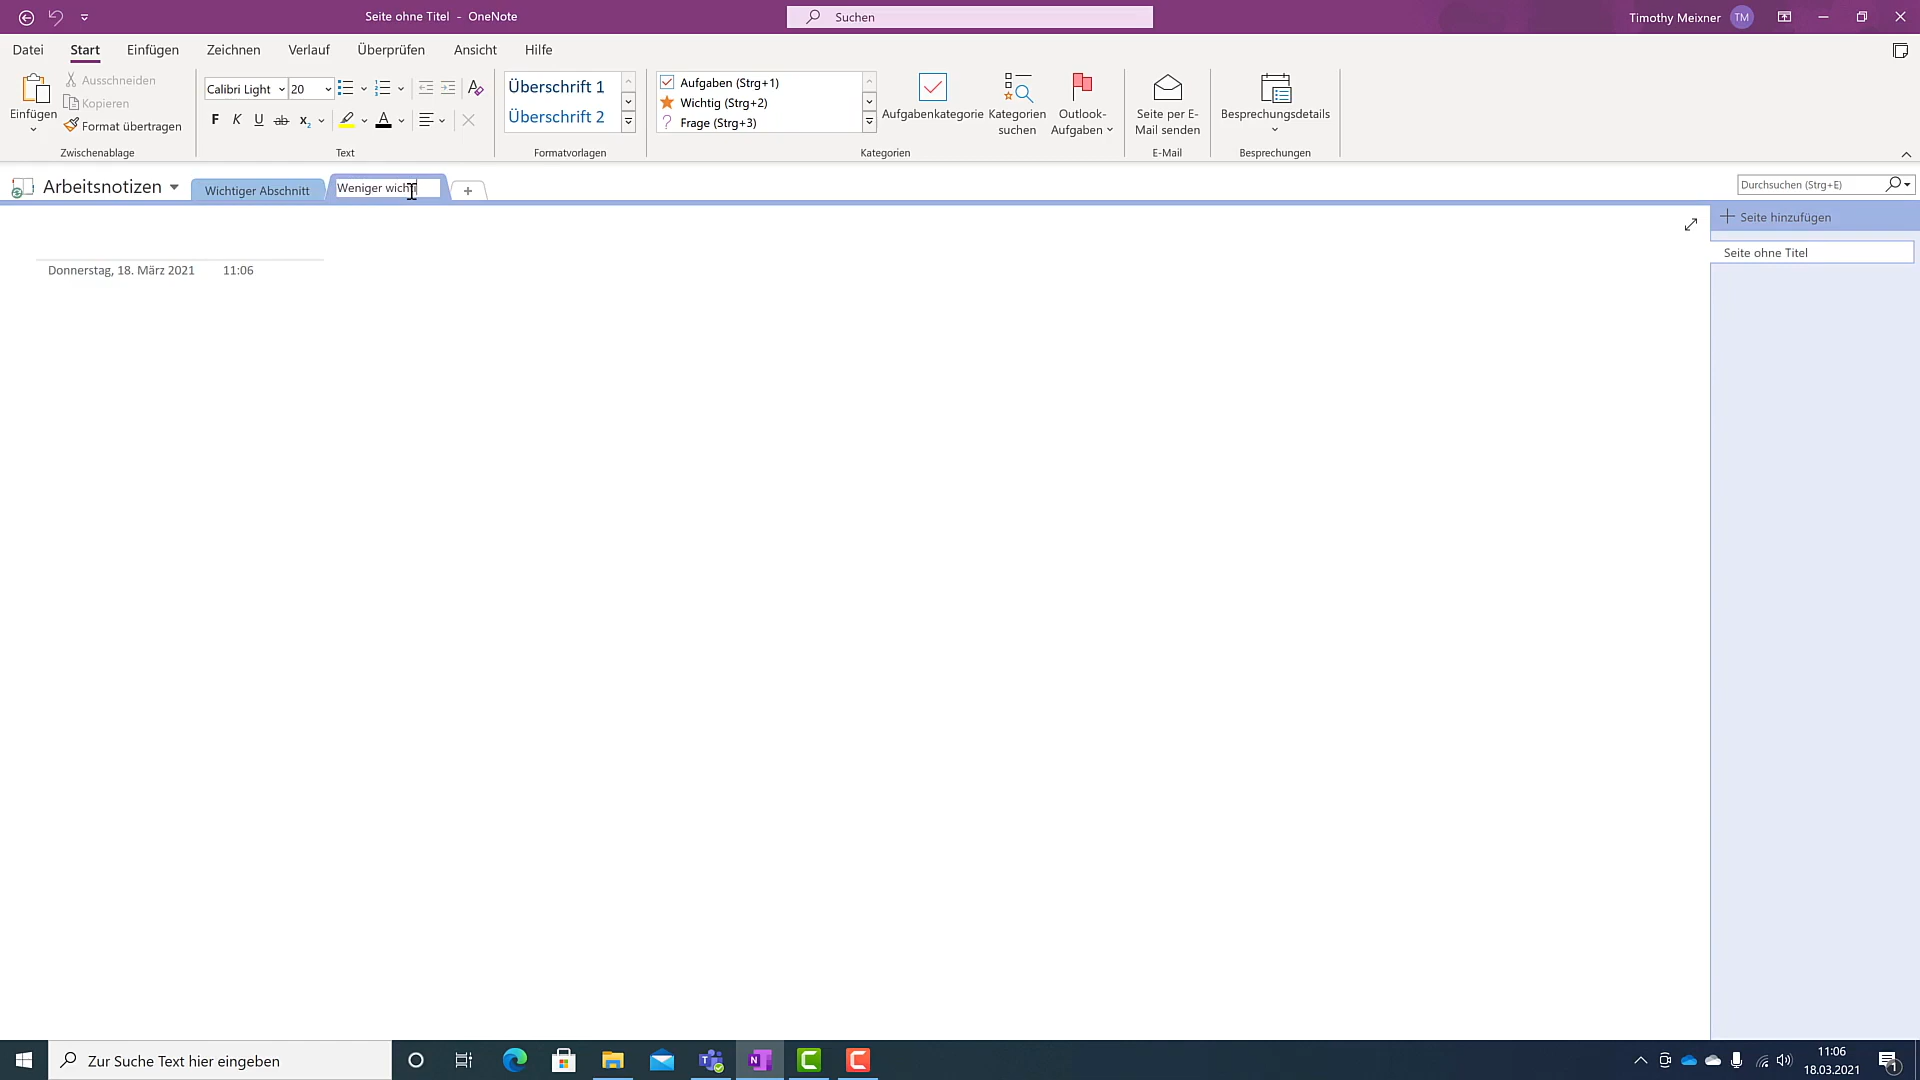 Seite ohne Titel - OneNote
Suchen
Timothy Meixner TM
Datei Start Einfügen Zeichnen Verlauf Überprüfen Ansicht Hilfe
Einfügen
Ausschneiden
Kopieren
Format übertragen
Zwischenablage
Calibri Light 20
F K U ab x₂ A
Text
Überschrift 1
Überschrift 2
Formatvorlagen
Aufgaben (Strg+1)
Wichtig (Strg+2)
Frage (Strg+3)
Aufgabenkategorie
Kategorien
suchen
Outlook-
Aufgaben
Kategorien
Seite per E-
Mail senden
E-Mail
Besprechungsdetails
Besprechungen
Arbeitsnotizen
Wichtiger Abschnitt
Weniger wichti
Durchsuchen (Strg+E)
Seite hinzufügen
Seite ohne Titel
Donnerstag, 18. März 2021 11:06
Zur Suche Text hier eingeben
11:06
18.03.2021
1